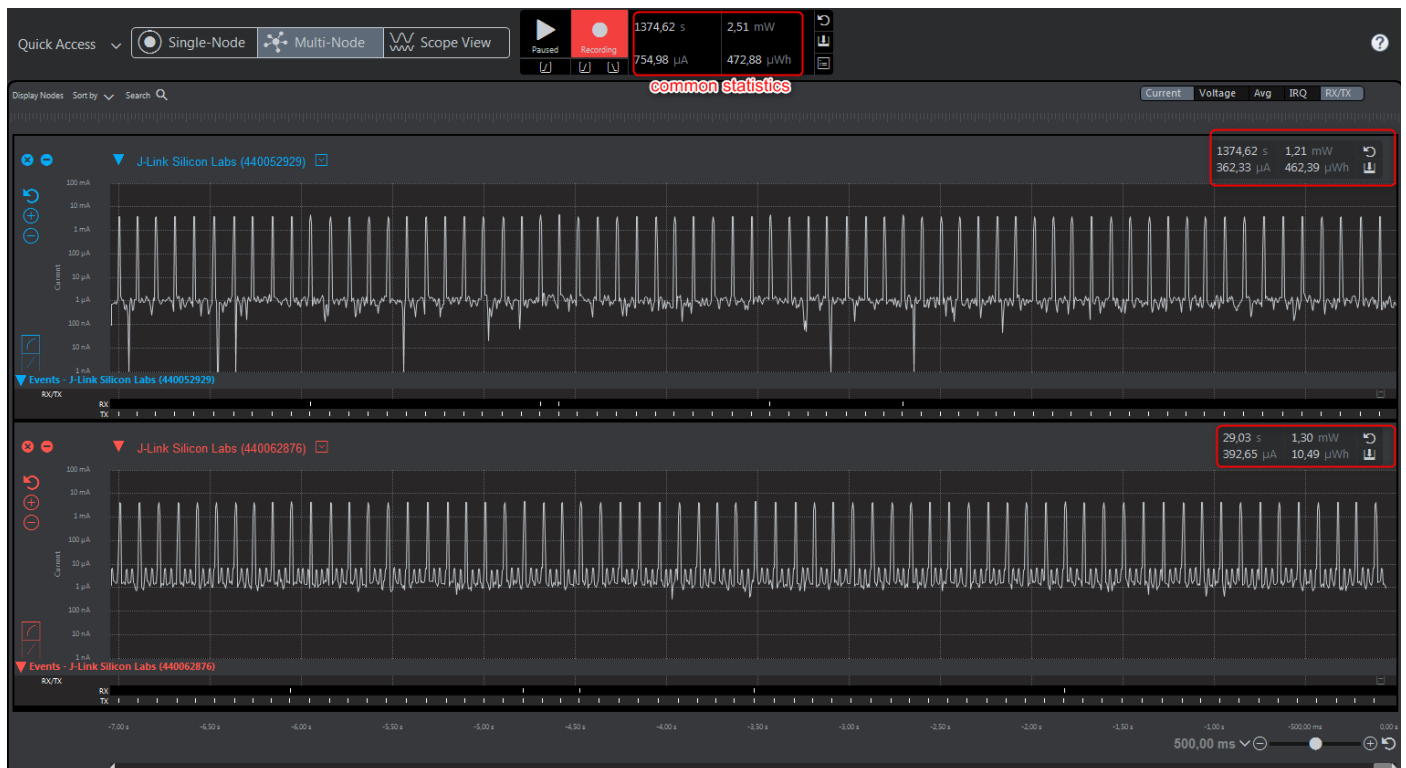 Quick Access Single-Node Multi-Node Scope View
Paused Recording
1374,62 s 2,51 mW
754,98 µA 472,88 µWh
common statistics
Display Nodes Sort by Search
Current Voltage Avg IRQ RX/TX
J-Link Silicon Labs (440052929)
1374,62 s 1,21 mW
362,33 µA 462,39 µWh
100 mA
10 mA
1 mA
100 µA
10 µA
1 µA
100 nA
10 nA
1 nA
Current
Events - J-Link Silicon Labs (440052929)
RX/TX
RX
TX
J-Link Silicon Labs (440062876)
29,03 s 1,30 mW
392,65 µA 10,49 µWh
100 mA
10 mA
1 mA
100 µA
10 µA
1 µA
100 nA
10 nA
1 nA
Current
Events - J-Link Silicon Labs (440062876)
RX/TX
RX
TX
-7,00 s -6,50 s -6,00 s -5,50 s -5,00 s -4,50 s -4,00 s -3,50 s -3,00 s -2,50 s -2,00 s -1,50 s -1,00 s -500,00 ms 0,00 s
500,00 ms